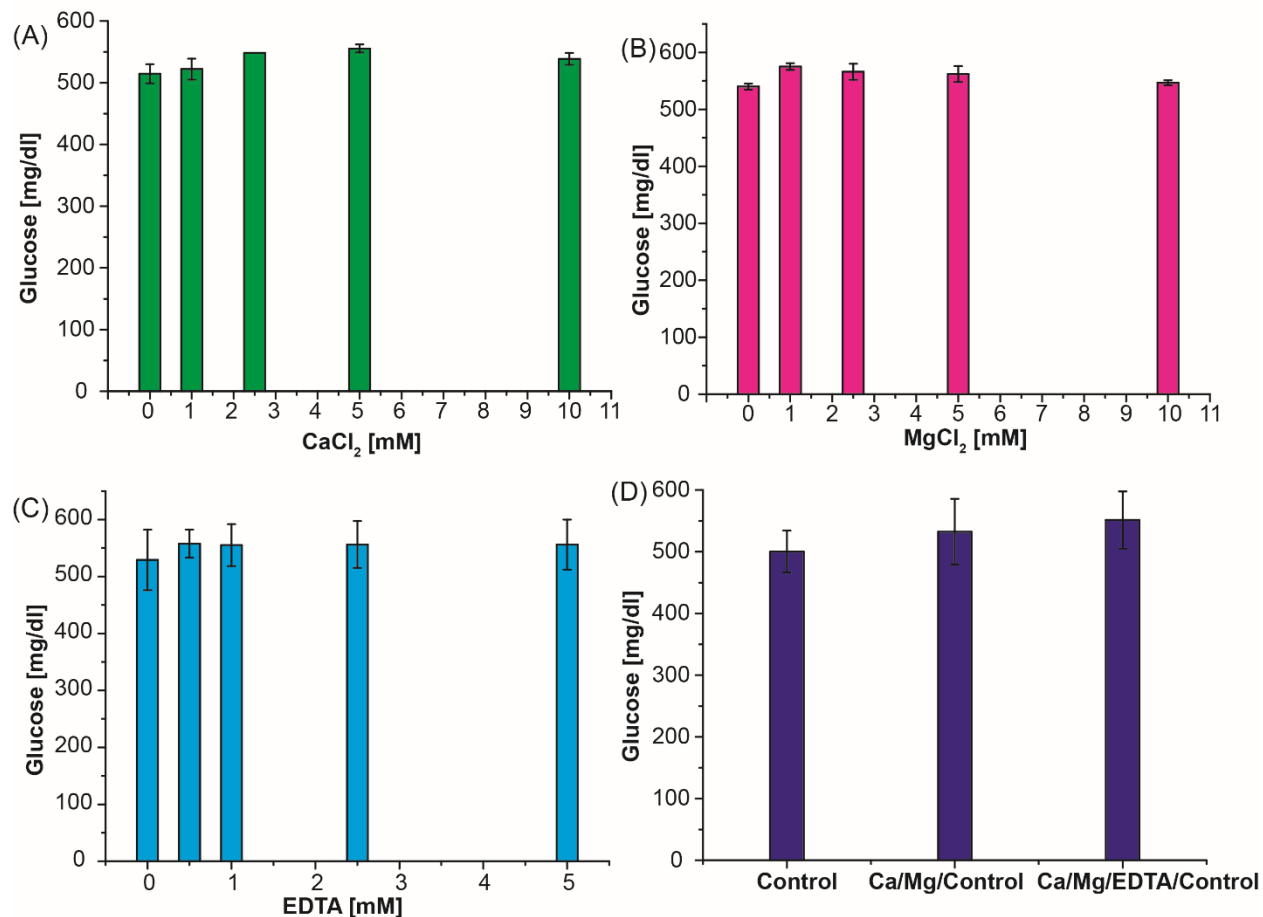 (A)
600
500
400
300
200
100
0
Glucose [mg/dl]
0 1 2 3 4 5 6 7 8 9 10 11
CaCl₂ [mM]
(B)
600
500
400
300
200
100
0
Glucose [mg/dl]
0 1 2 3 4 5 6 7 8 9 10 11
MgCl₂ [mM]
(C)
600
500
400
300
200
100
0
Glucose [mg/dl]
0 1 2 3 4 5
EDTA [mM]
(D)
600
500
400
300
200
100
0
Glucose [mg/dl]
Control Ca/Mg/Control Ca/Mg/EDTA/Control